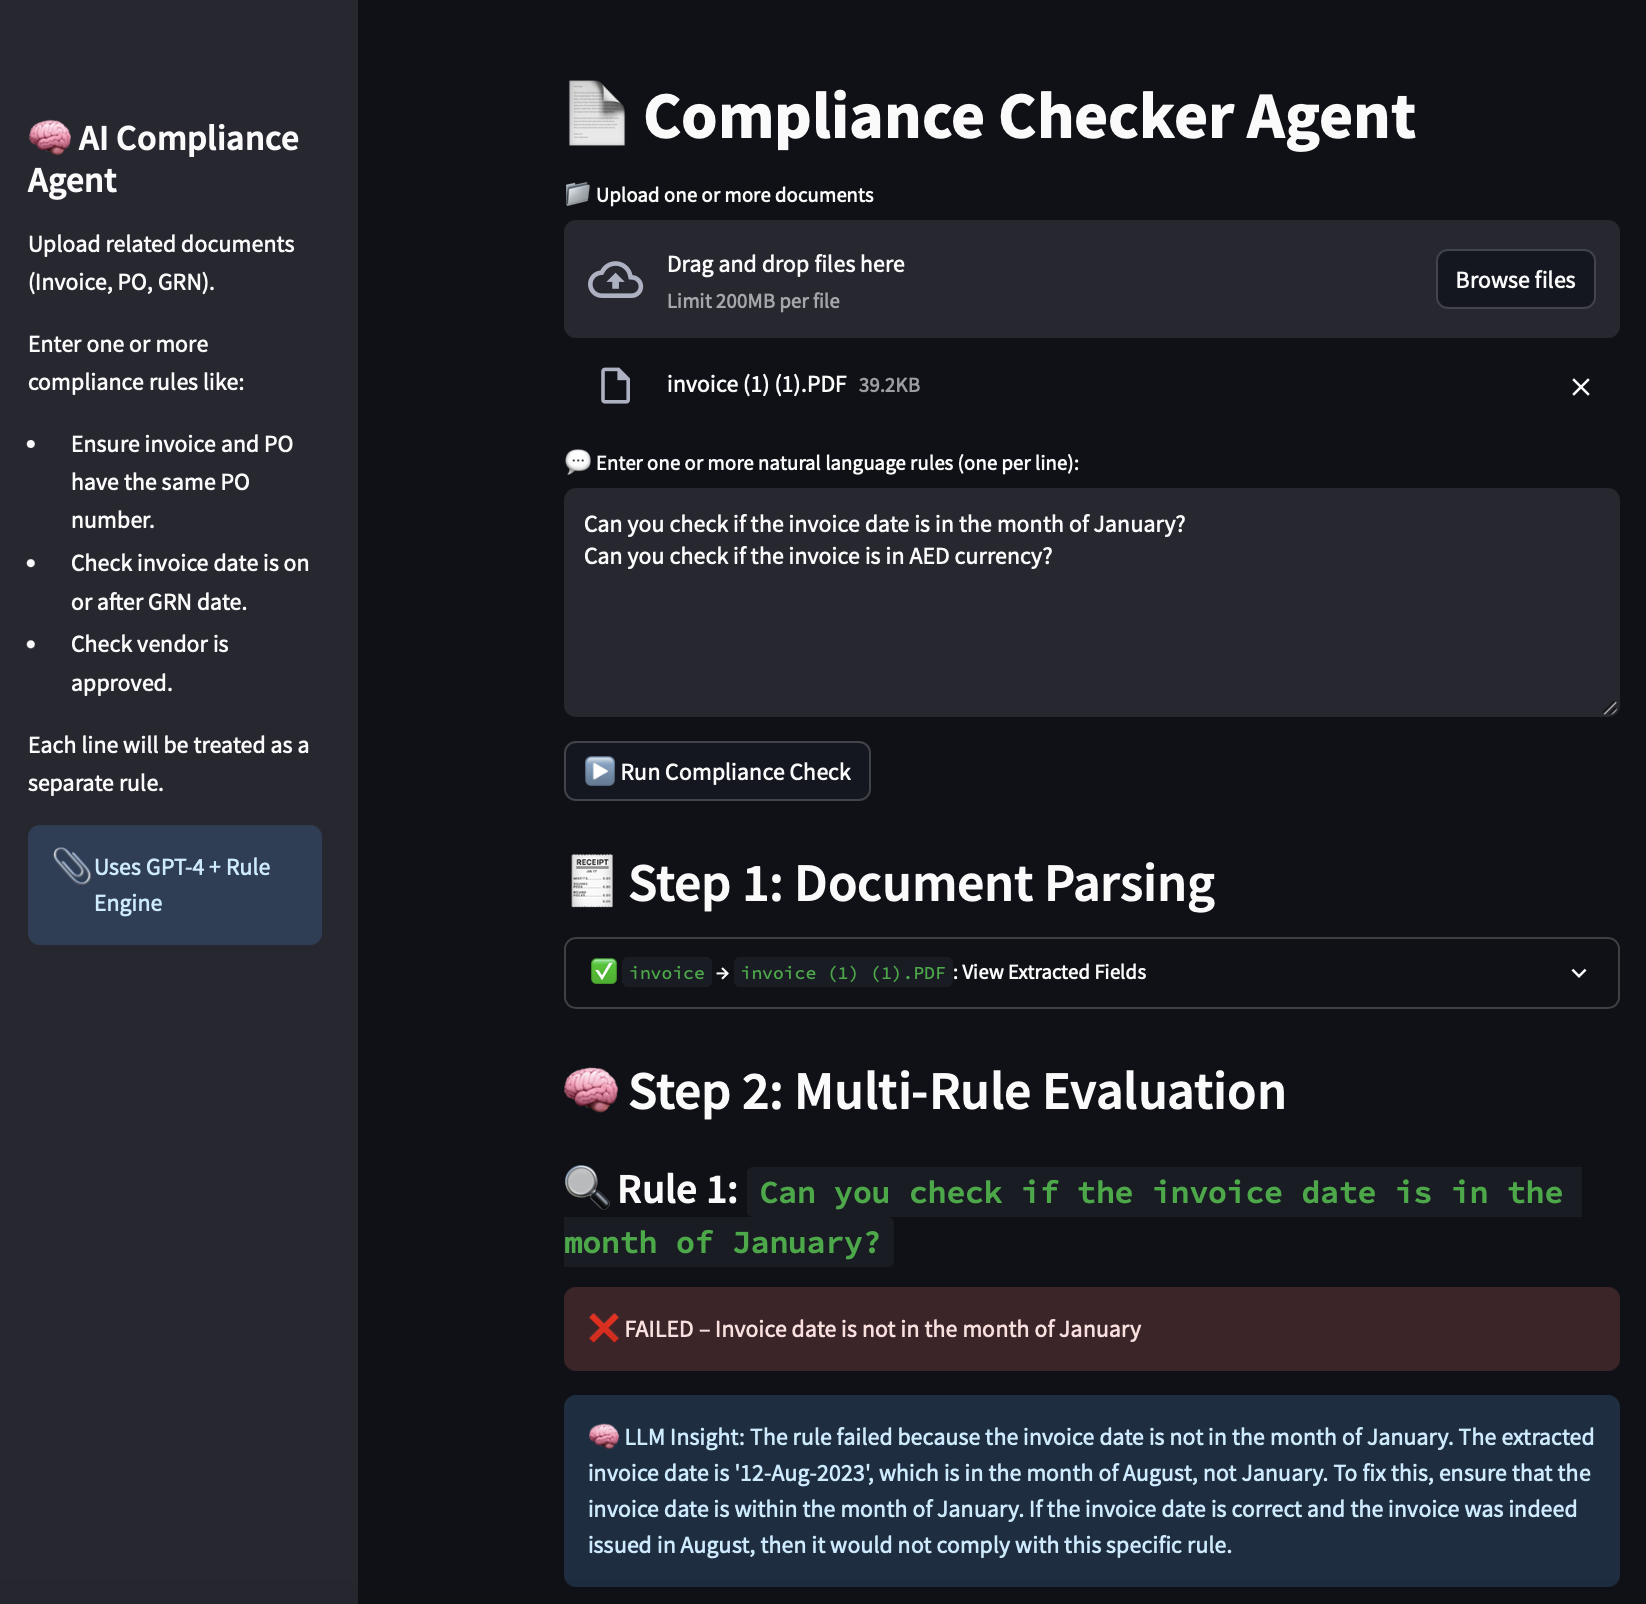 AI Compliance
Agent
Upload related documents
(Invoice, PO, GRN).
Enter one or more
compliance rules like:
• Ensure invoice and PO
have the same PO
number.
• Check invoice date is on
or after GRN date.
• Check vendor is
approved.
Each line will be treated as a
separate rule.
Uses GPT-4 + Rule
Engine
Compliance Checker Agent
Upload one or more documents
Drag and drop files here
Limit 200MB per file
Browse files
invoice (1) (1).PDF 39.2KB
Enter one or more natural language rules (one per line):
Can you check if the invoice date is in the month of January?
Can you check if the invoice is in AED currency?
Run Compliance Check
RECEIPT
Step 1: Document Parsing
invoice → invoice (1) (1).PDF : View Extracted Fields
Step 2: Multi-Rule Evaluation
Rule 1: Can you check if the invoice date is in the
month of January?
FAILED – Invoice date is not in the month of January
LLM Insight: The rule failed because the invoice date is not in the month of January. The extracted
invoice date is '12-Aug-2023', which is in the month of August, not January. To fix this, ensure that the
invoice date is within the month of January. If the invoice date is correct and the invoice was indeed
issued in August, then it would not comply with this specific rule.